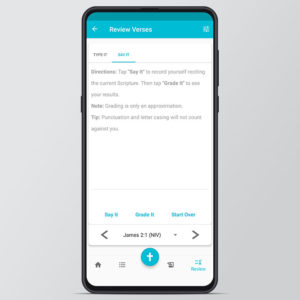 Review Verses
TYPE IT SAY IT
Directions: Tap "Say It" to record yourself reciting
the current Scripture. Then tap "Grade It" to see
your results.
Note: Grading is only an approximation.
Tip: Punctuation and letter casing will not count
against you.
Say It Grade It Start Over
James 2:1 (NIV)
Review